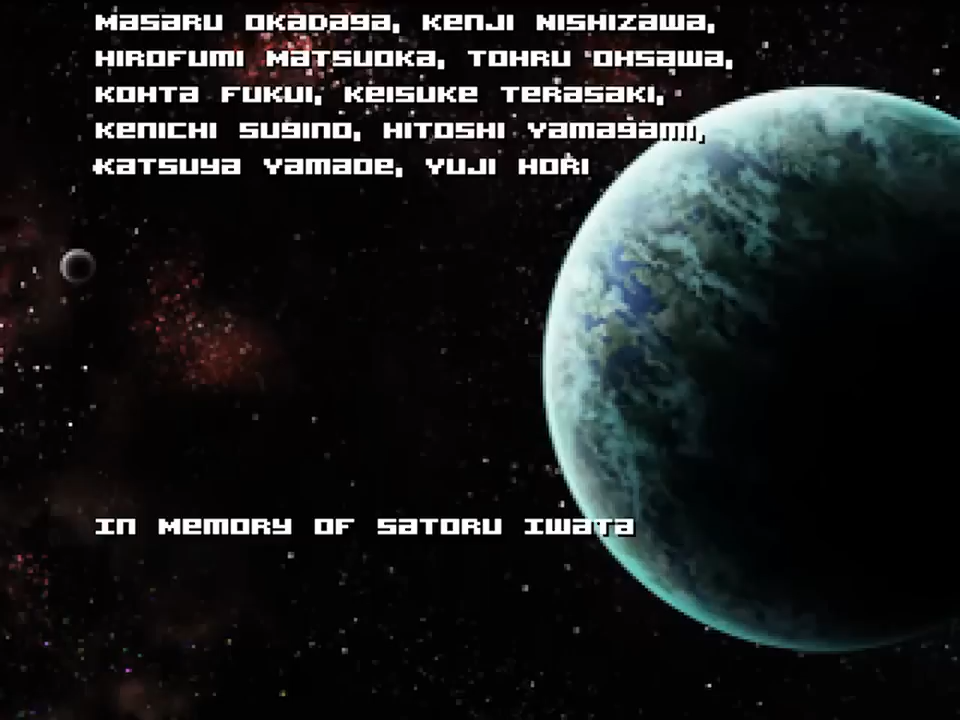 Masaru Okadaga, Kenji Nishizawa,
Hirofumi Matsuoka, Tohru Ohsawa,
Kohta Fukui, Keisuke Terasaki,
Kenichi Sugino, Hitoshi Yamagami,
Katsuya Yamade, Yuji Hori
In memory of Satoru Iwata